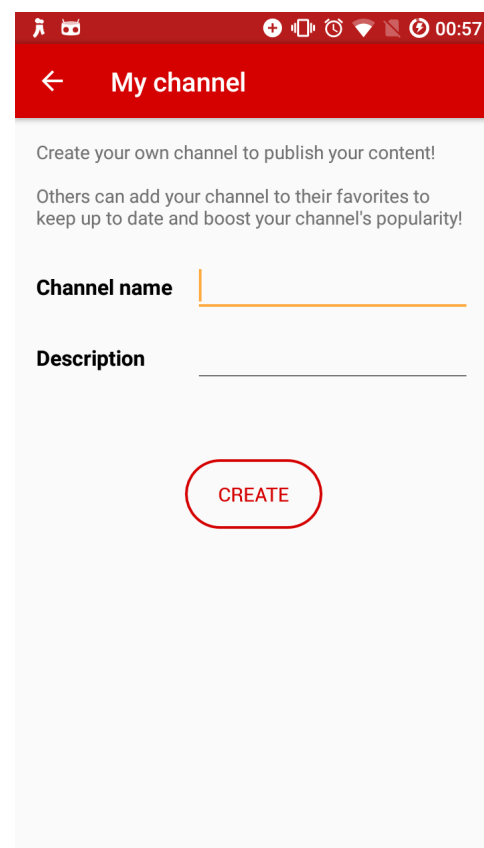 00:57
My channel
Create your own channel to publish your content!
Others can add your channel to their favorites to
keep up to date and boost your channel's popularity!
Channel name
Description
CREATE